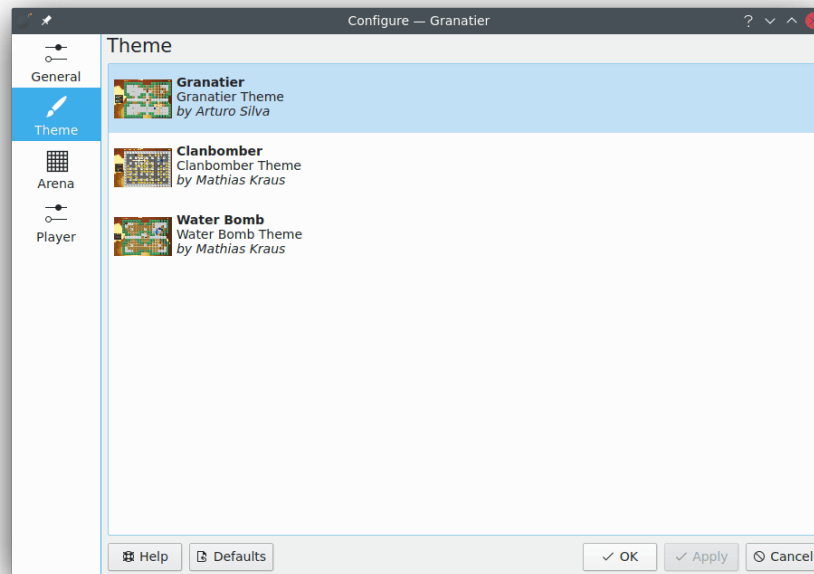 Configure — Granatier
General
Theme
Arena
Player
Theme
Granatier
Granatier Theme
by Arturo Silva
Clanbomber
Clanbomber Theme
by Mathias Kraus
Water Bomb
Water Bomb Theme
by Mathias Kraus
Help
Defaults
OK
Apply
Cancel